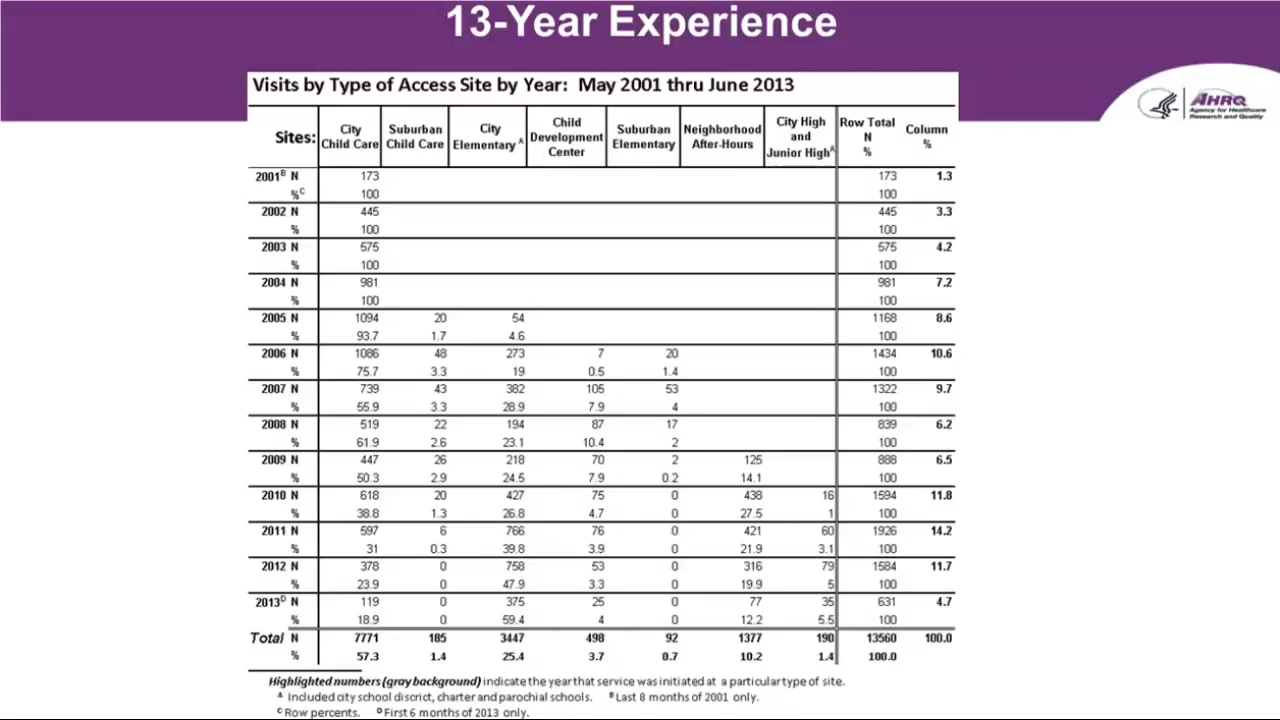 13-Year Experience
AHRQ
Agency for Healthcare
Research and Quality
Visits by Type of Access Site by Year: May 2001 thru June 2013
Sites: City Child Care Suburban Child Care City Elementary A Child Development Center Suburban Elementary Neighborhood After-Hours City High and Junior High A Row Total N % Column %
2001B N 173 173 1.3
%C 100 100
2002 N 445 445 3.3
% 100 100
2003 N 575 575 4.2
% 100 100
2004 N 981 981 7.2
% 100 100
2005 N 1094 20 54 1168 8.6
% 93.7 1.7 4.6 100
2006 N 1086 48 273 7 20 1434 10.6
% 75.7 3.3 19 0.5 1.4 100
2007 N 739 43 382 105 53 1322 9.7
% 55.9 3.3 28.9 7.9 4 100
2008 N 519 22 194 87 17 839 6.2
% 61.9 2.6 23.1 10.4 2 100
2009 N 447 26 218 70 2 125 888 6.5
% 50.3 2.9 24.5 7.9 0.2 14.1 100
2010 N 618 20 427 75 0 438 16 1594 11.8
% 38.8 1.3 26.8 4.7 0 27.5 1 100
2011 N 597 6 766 76 0 421 60 1926 14.2
% 31 0.3 39.8 3.9 0 21.9 3.1 100
2012 N 378 0 758 53 0 316 79 1584 11.7
% 23.9 0 47.9 3.3 0 19.9 5 100
2013D N 119 0 375 25 0 77 35 631 4.7
% 18.9 0 59.4 4 0 12.2 5.5 100
Total N 7771 185 3447 498 92 1377 190 13560 100.0
% 57.3 1.4 25.4 3.7 0.7 10.2 1.4 100.0
Highlighted numbers (gray background) indicate the year that service was initiated at a particular type of site.
A Included city school discrict, charter and parochial schools. B Last 8 months of 2001 only.
C Row percents. D First 6 months of 2013 only.